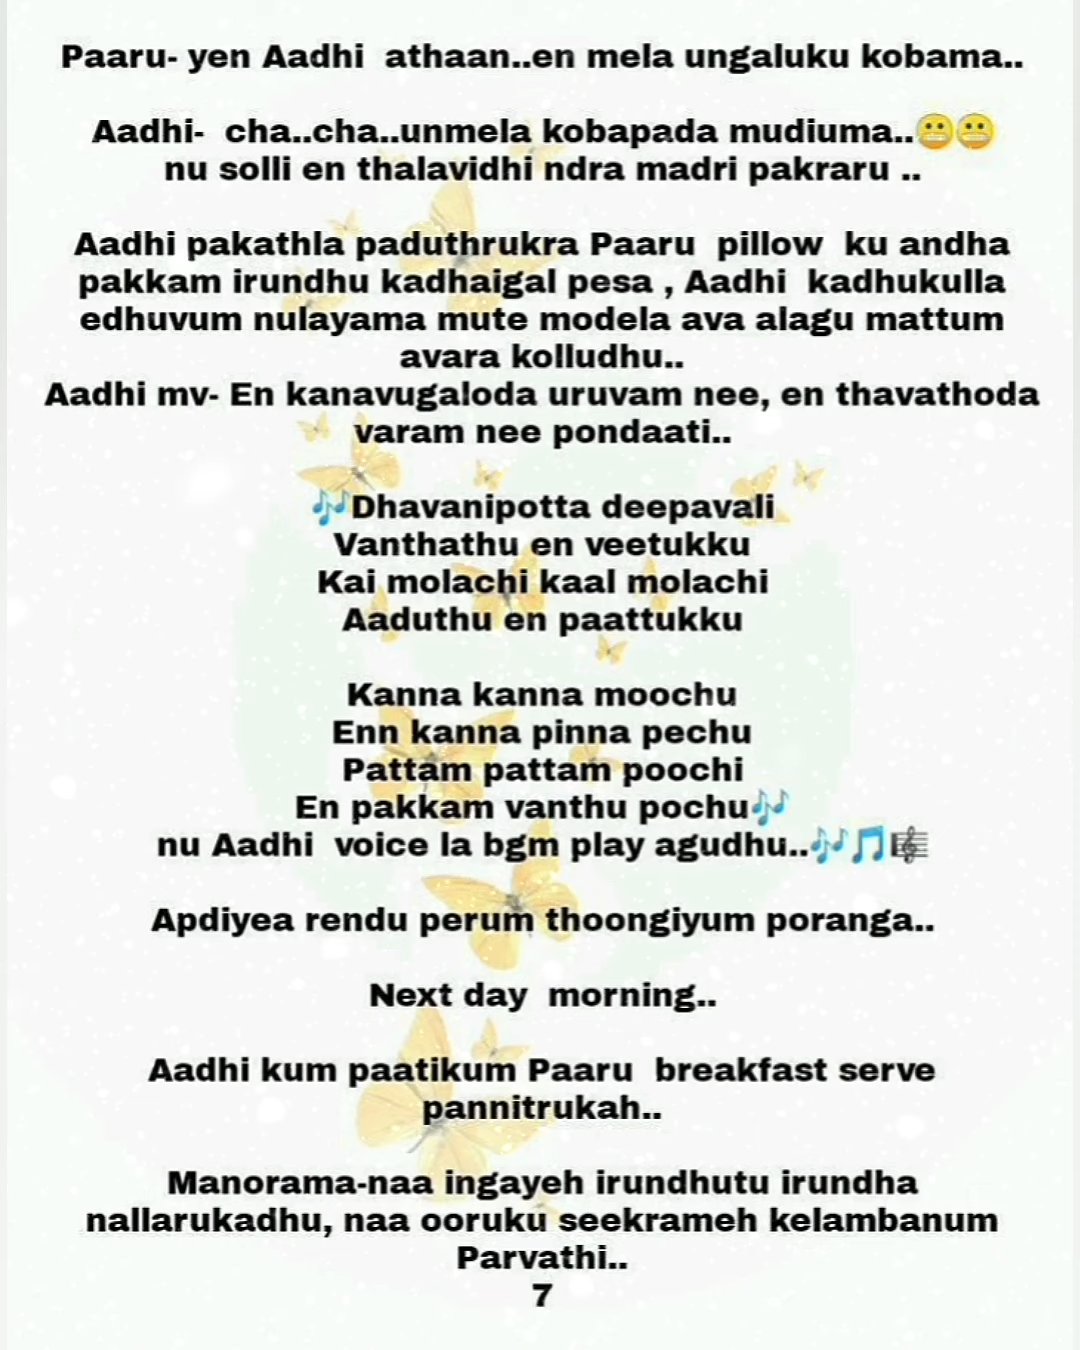 Paaru- yen Aadhi  athaan..en mela ungaluku kobama..
Aadhi-  cha..cha..unmela kobapada mudiuma..😬😬
nu solli en thalavidhi ndra madri pakraru ..
Aadhi pakathla paduthrukra Paaru  pillow  ku andha
pakkam irundhu kadhaigal pesa , Aadhi  kadhukulla
edhuvum nulayama mute modela ava alagu mattum
avara kolludhu..
Aadhi mv- En kanavugaloda uruvam nee, en thavathoda
varam nee pondaati..
🎶Dhavanipotta deepavali
Vanthathu en veetukku
Kai molachi kaal molachi
Aaduthu en paattukku
Kanna kanna moochu
Enn kanna pinna pechu
Pattam pattam poochi
En pakkam vanthu pochu🎶
nu Aadhi  voice la bgm play agudhu..🎶🎵🎼
Apdiyea rendu perum thoongiyum poranga..
Next day  morning..
Aadhi kum paatikum Paaru  breakfast serve
pannitrukah..
Manorama-naa ingayeh irundhutu irundha
nallarukadhu, naa ooruku seekrameh kelambanum
Parvathi..
7